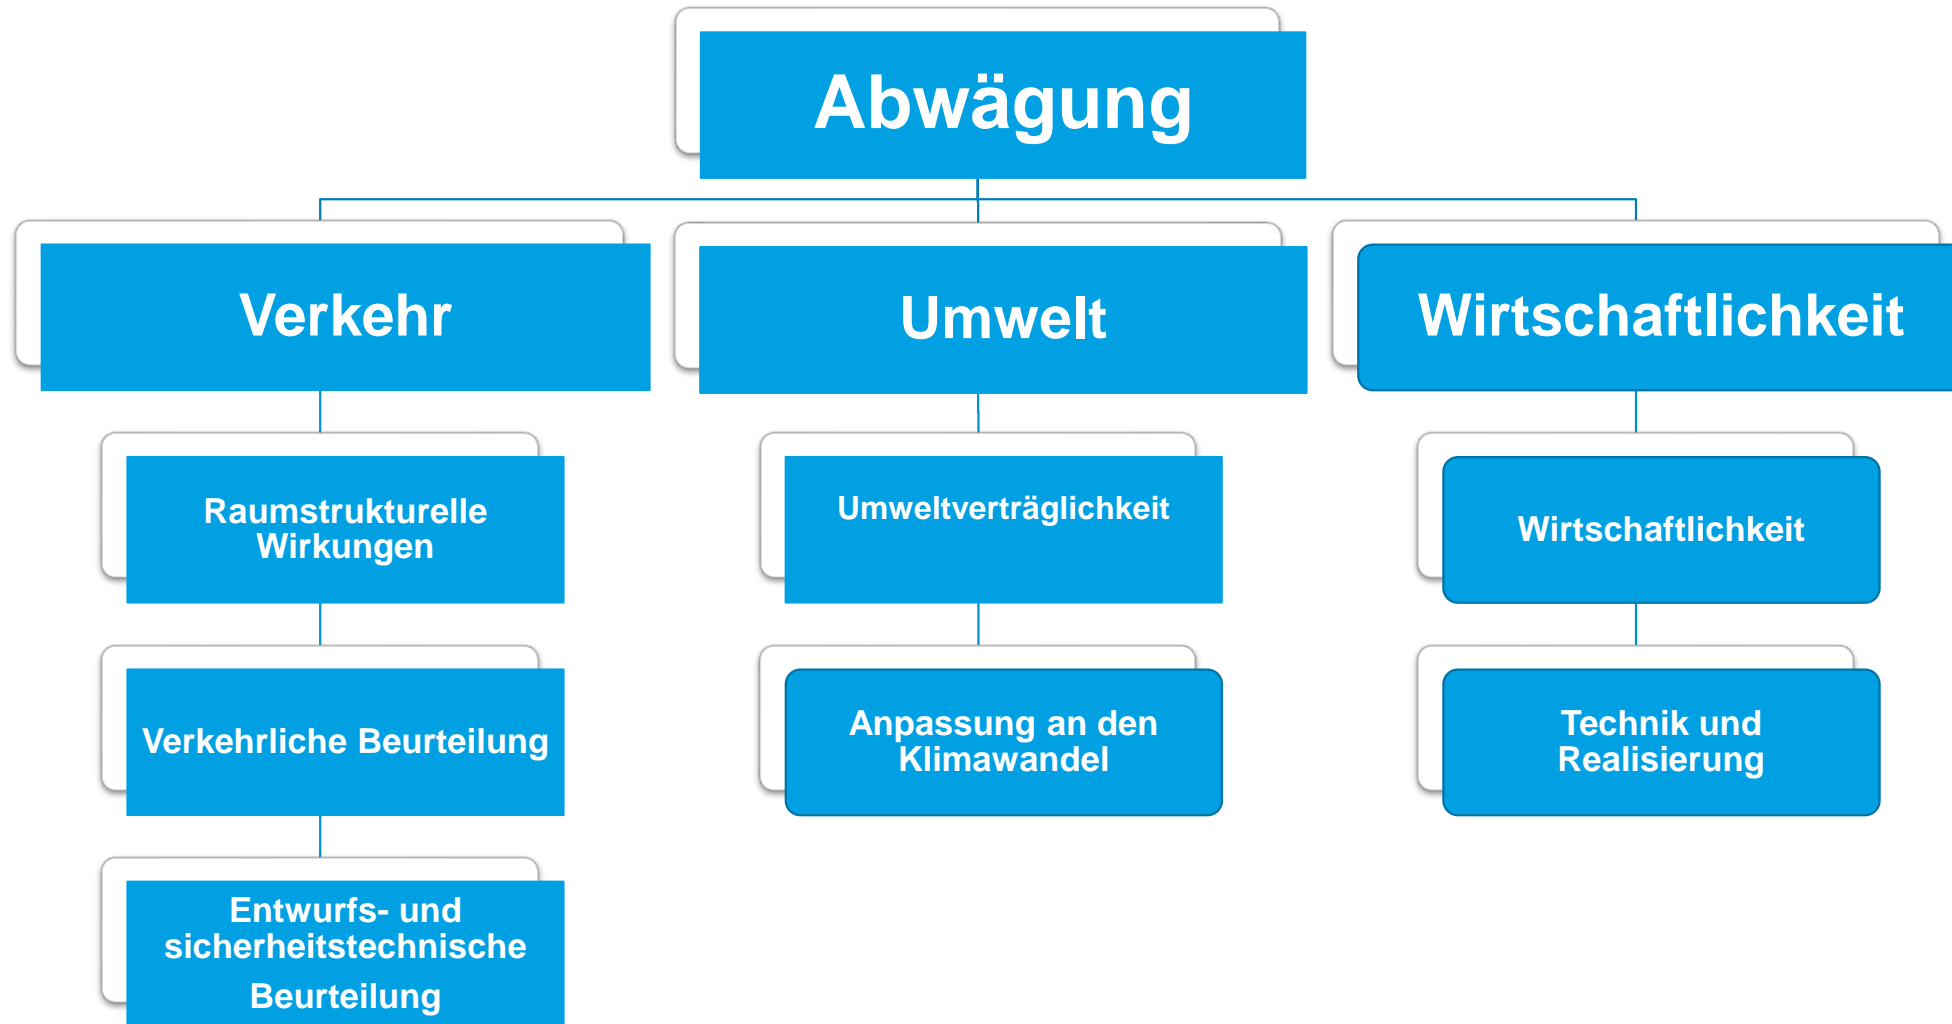 Abwägung
Verkehr
Umwelt
Wirtschaftlichkeit
Raumstrukturelle
Wirkungen
Umweltverträglichkeit
Wirtschaftlichkeit
Verkehrliche Beurteilung
Anpassung an den
Klimawandel
Technik und
Realisierung
Entwurfs- und
sicherheitstechnische
Beurteilung